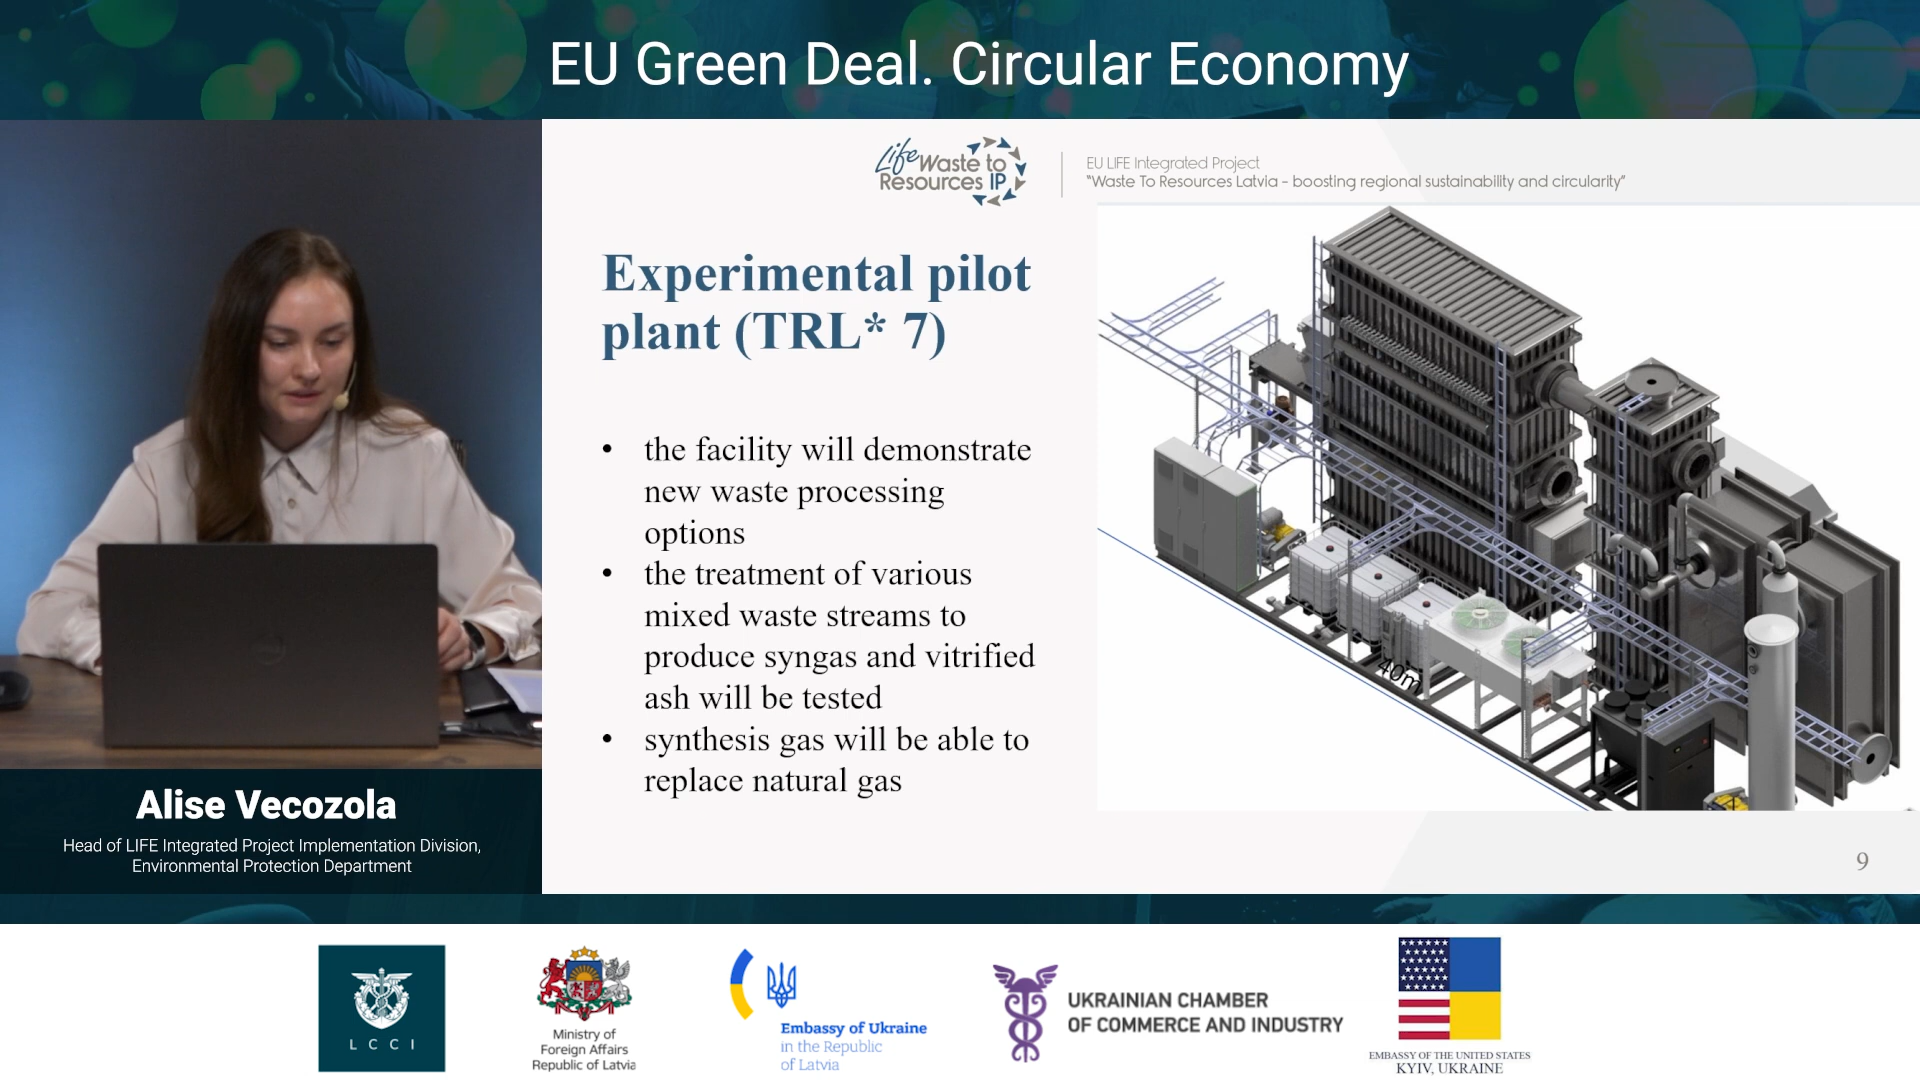 EU Green Deal. Circular Economy
Life Waste to
Resources IP
EU LIFE Integrated Project
“Waste To Resources Latvia – boosting regional sustainability and circularity”
Experimental pilot
plant (TRL* 7)
• the facility will demonstrate
new waste processing
options
• the treatment of various
mixed waste streams to
produce syngas and vitrified
ash will be tested
• synthesis gas will be able to
replace natural gas
40m
9
Alise Vecozola
Head of LIFE Integrated Project Implementation Division,
Environmental Protection Department
LCCI
Ministry of
Foreign Affairs
Republic of Latvia
Embassy of Ukraine
in the Republic
of Latvia
UKRAINIAN CHAMBER
OF COMMERCE AND INDUSTRY
EMBASSY OF THE UNITED STATES
KYIV, UKRAINE